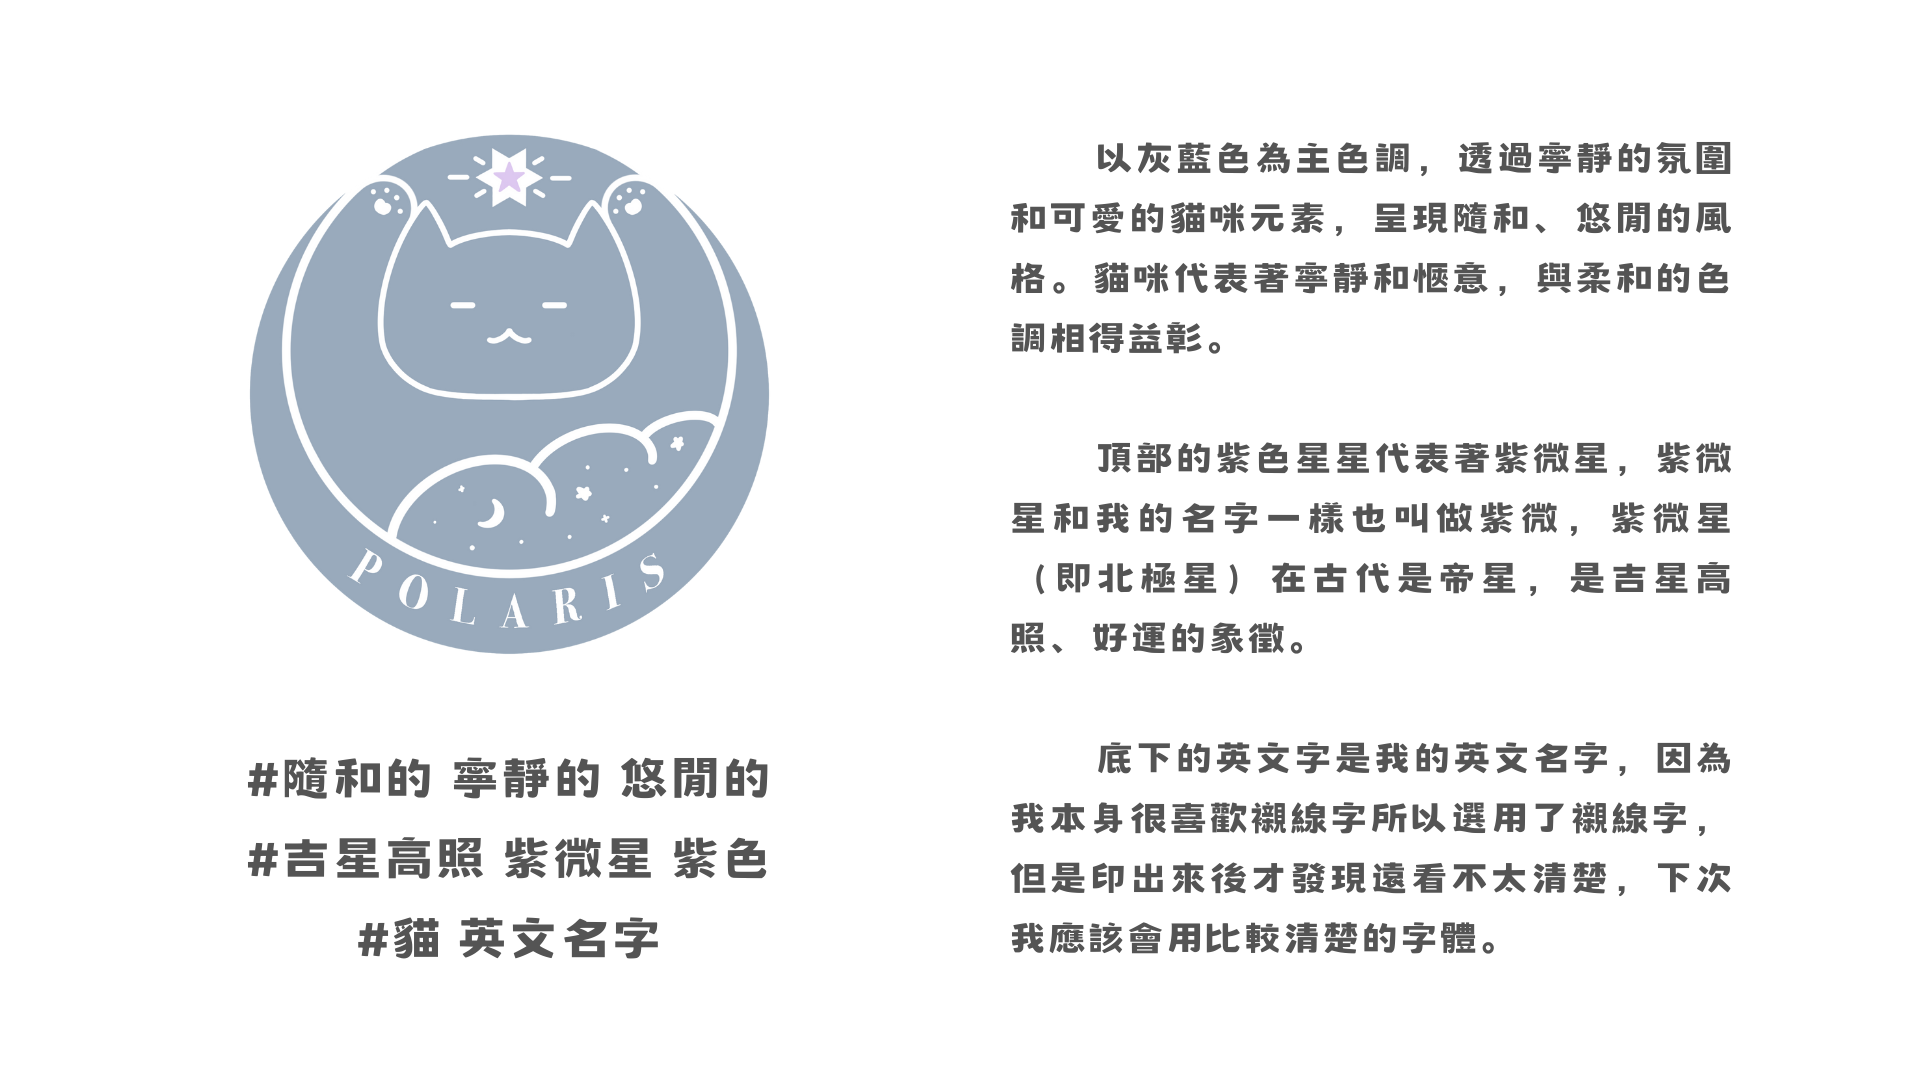 POLARIS
#隨和的 寧靜的 悠閒的
#吉星高照 紫微星 紫色
#貓 英文名字
以灰藍色為主色調，透過寧靜的氛圍
和可愛的貓咪元素，呈現隨和、悠閒的風
格。貓咪代表著寧靜和愜意，與柔和的色
調相得益彰。
頂部的紫色星星代表著紫微星，紫微
星和我的名字一樣也叫做紫微，紫微星
（即北極星）在古代是帝星，是吉星高
照、好運的象徵。
底下的英文字是我的英文名字，因為
我本身很喜歡襯線字所以選用了襯線字，
但是印出來後才發現遠看不太清楚，下次
我應該會用比較清楚的字體。